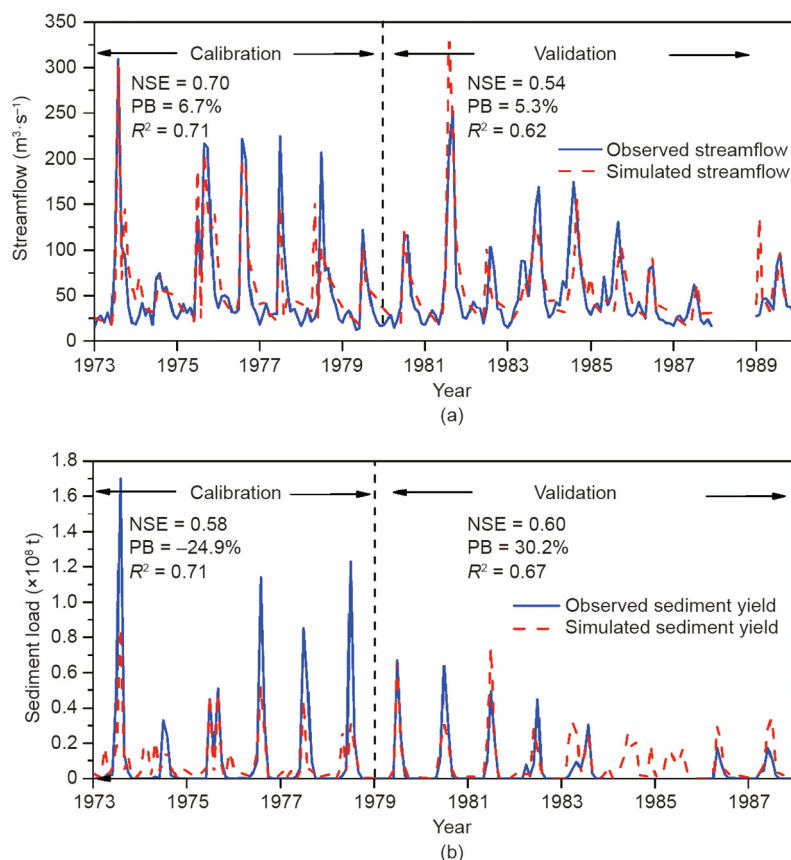 350
300
250
200
150
100
50
0
Streamflow (m³·s⁻¹)
Calibration
NSE = 0.70
PB = 6.7%
R² = 0.71
Validation
NSE = 0.54
PB = 5.3%
R² = 0.62
Observed streamflow
Simulated streamflow
1973 1975 1977 1979 1981 1983 1985 1987 1989
Year
(a)
1.8
1.6
1.4
1.2
1.0
0.8
0.6
0.4
0.2
0
Sediment load (×10⁸ t)
Calibration
NSE = 0.58
PB = –24.9%
R² = 0.71
Validation
NSE = 0.60
PB = 30.2%
R² = 0.67
Observed sediment yield
Simulated sediment yield
1973 1975 1977 1979 1981 1983 1985 1987
Year
(b)